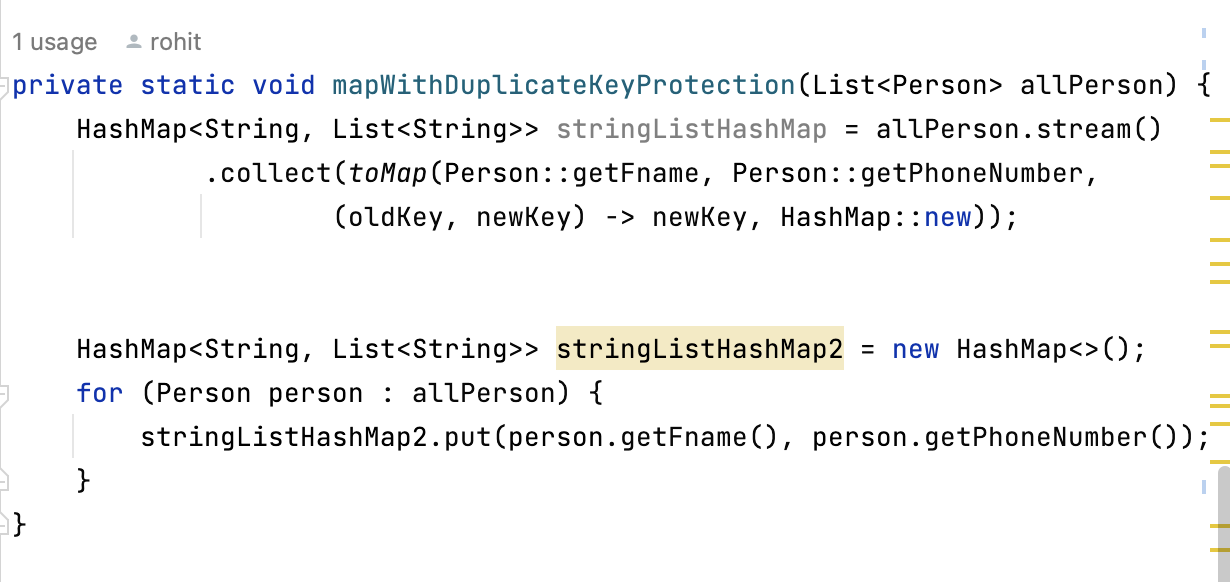 1 usage rohit
private static void mapWithDuplicateKeyProtection(List<Person> allPerson) {
    HashMap<String, List<String>> stringListHashMap = allPerson.stream()
            .collect(toMap(Person::getFname, Person::getPhoneNumber,
                    (oldKey, newKey) -> newKey, HashMap::new));
    HashMap<String, List<String>> stringListHashMap2 = new HashMap<>();
    for (Person person : allPerson) {
        stringListHashMap2.put(person.getFname(), person.getPhoneNumber());
    }
}